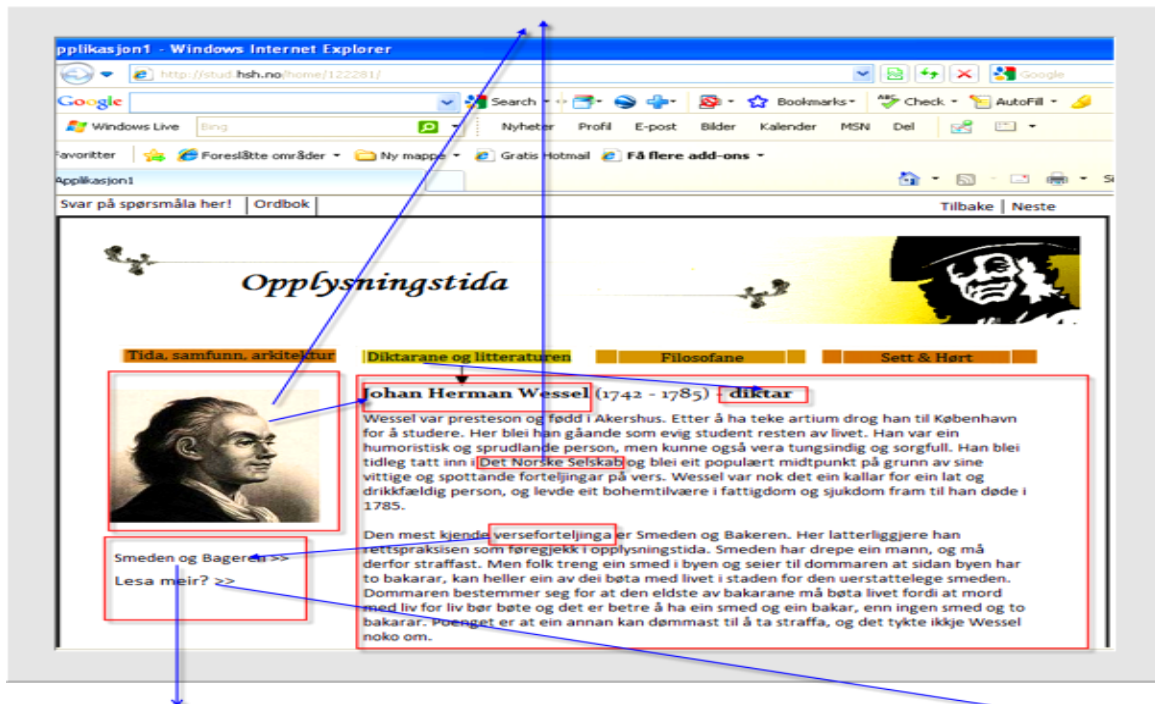 pplikasjon1 - Windows Internet Explorer
http://stud.hsh.no/home/122281/
Google
Google Search Bookmarks Check AutoFill
Windows Live Bing Nyheter Profil E-post Bilder Kalender MSN Del
Favoritter Foreslåtte områder Ny mappe Gratis Hotmail Få flere add-ons
Applikasjon1
Svar på spørsmåla her! Ordbok Tilbake Neste
Opplysningstida
Tida, samfunn, arkitektur Diktarane og litteraturen Filosofane Sett & Hørt
Johan Herman Wessel (1742 - 1785) - diktar
Wessel var presteson og fødd i Akershus. Etter å ha teke artium drog han til København
for å studere. Her blei han gåande som evig student resten av livet. Han var ein
humoristisk og sprudlande person, men kunne også vera tungsindig og sorgfull. Han blei
tidleg tatt inn i Det Norske Selskab og blei eit populært midtpunkt på grunn av sine
vittige og spottande forteljingar på vers. Wessel var nok det ein kallar for ein lat og
drikkfældig person, og levde eit bohemtilvære i fattigdom og sjukdom fram til han døde i
1785.
Den mest kjende verseforteljinga er Smeden og Bakeren. Her latterliggjere han
rettspraksisen som føregjekk i opplysningstida. Smeden har drepe ein mann, og må
derfor straffast. Men folk treng ein smed i byen og seier til dommaren at sidan byen har
to bakarar, kan heller ein av dei bøta med livet i staden for den uerstattelege smeden.
Dommaren bestemmer seg for at den eldste av bakarane må bøta livet fordi at mord
med liv for liv bør bøte og det er betre å ha ein smed og ein bakar, enn ingen smed og to
bakarar. Poenget er at ein annan kan dømmast til å ta straffa, og det tykte ikkje Wessel
noko om.
Smeden og Bageren >>
Lesa meir? >>